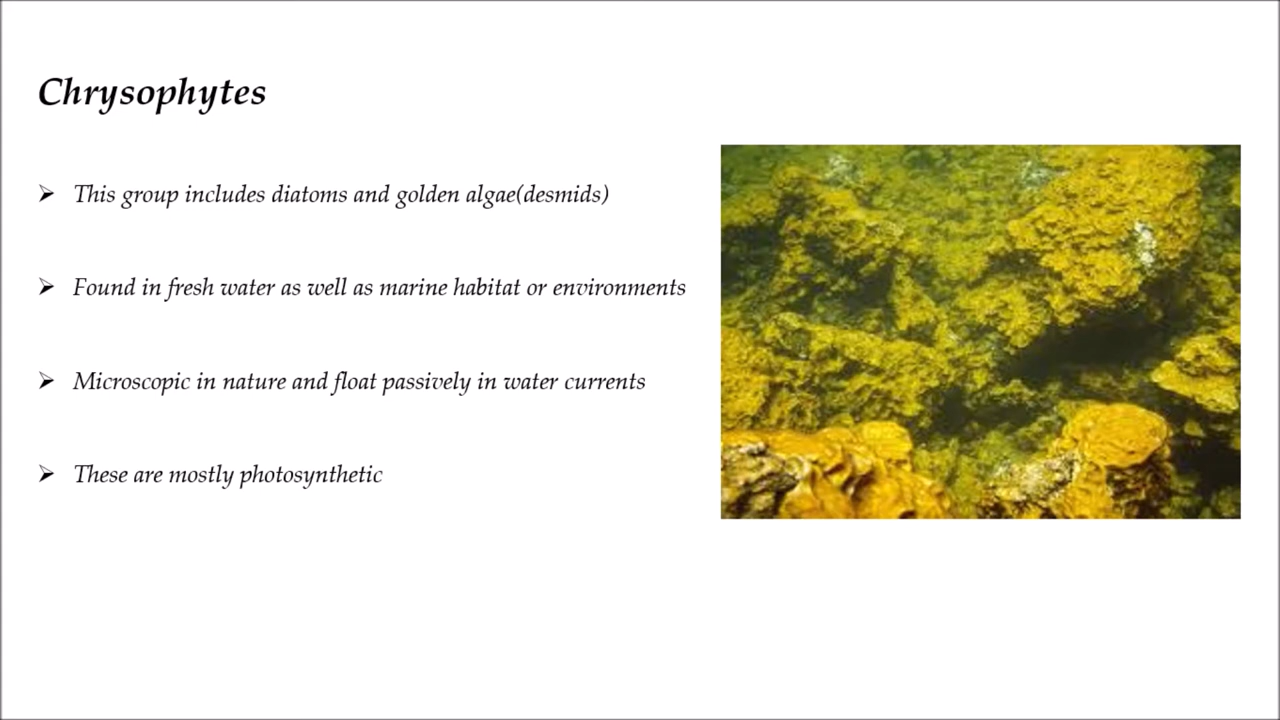 Chrysophytes
➢ This group includes diatoms and golden algae(desmids)
➢ Found in fresh water as well as marine habitat or environments
➢ Microscopic in nature and float passively in water currents
➢ These are mostly photosynthetic